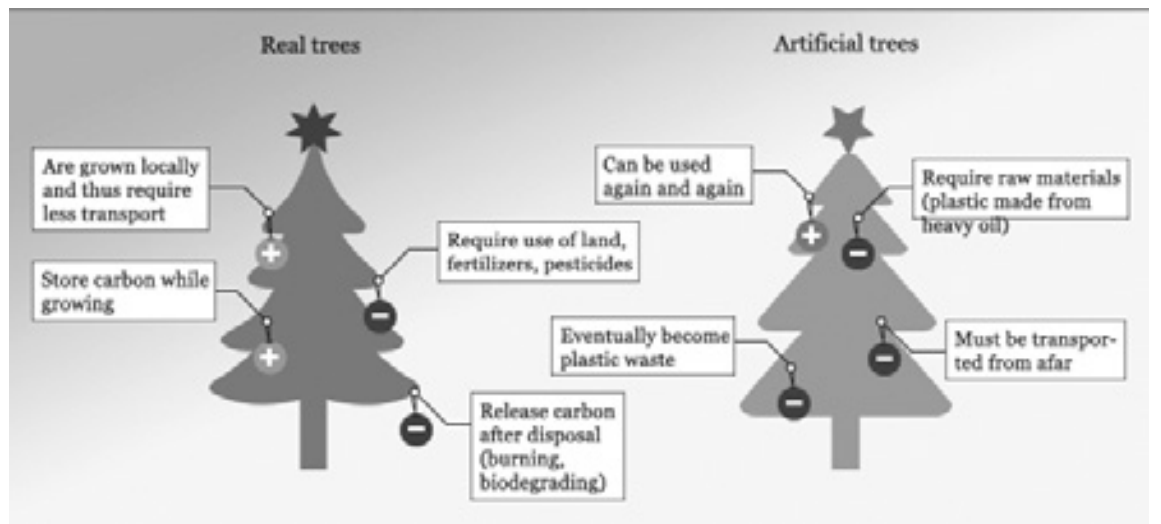 Real trees
Are grown locally
and thus require
less transport
Store carbon while
growing
Require use of land,
fertilizers, pesticides
Release carbon
after disposal
(burning,
biodegrading)
Artificial trees
Can be used
again and again
Require raw materials
(plastic made from
heavy oil)
Eventually become
plastic waste
Must be transpor-
ted from afar